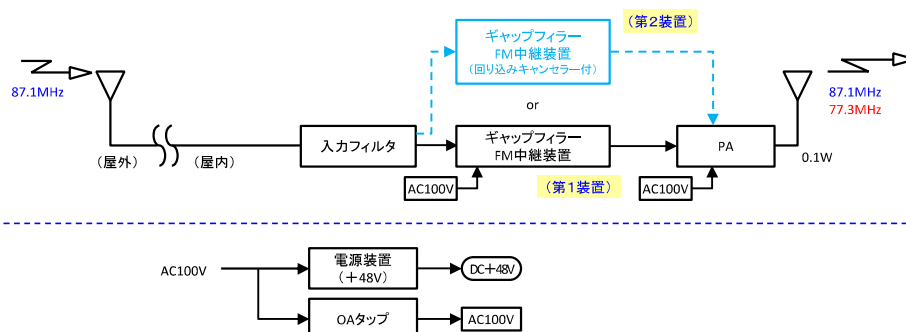 ギャップフィラー
FM中継装置
(回り込みキャンセラー付)
(第2装置)
87.1MHz
87.1MHz
77.3MHz
or
入力フィルタ
ギャップフィラー
FM中継装置
PA
(屋外)
(屋内)
0.1W
AC100V
(第1装置)
AC100V
AC100V
電源装置
(+48V)
DC+48V
OAタップ
AC100V